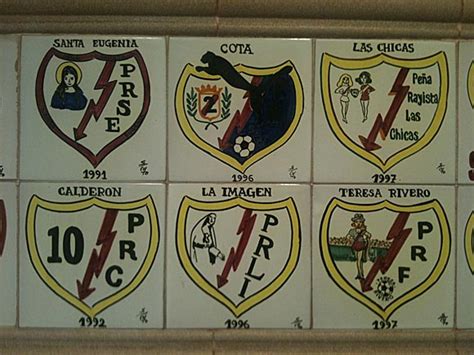 SANTA EUGENIA
PRSE
1991
COTA
Z
1996
LAS CHICAS
Peña
Rayista
Las
Chicas
1997
CALDERON
10
PRC
1992
LA IMAGEN
PRLI
1996
TERESA RIVERO
PRF
1997